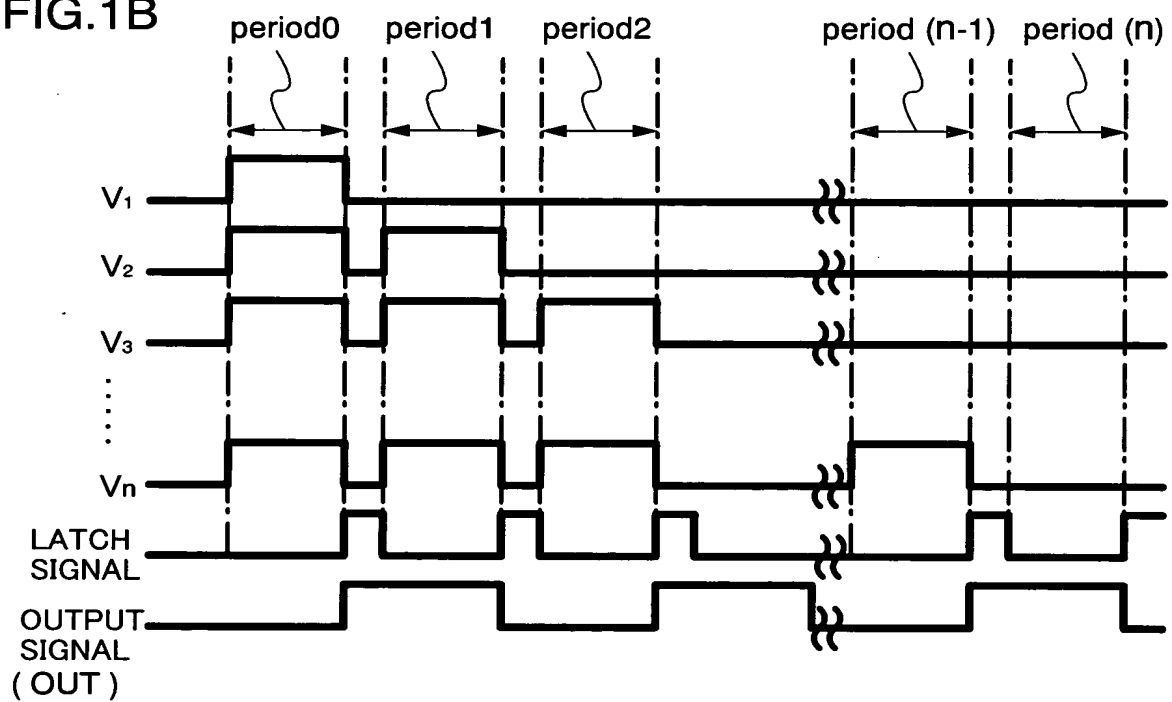 FIG.1B
period0 period1 period2 period (n-1) period (n)
V1
V2
V3
Vn
LATCH
SIGNAL
OUTPUT
SIGNAL
( OUT )